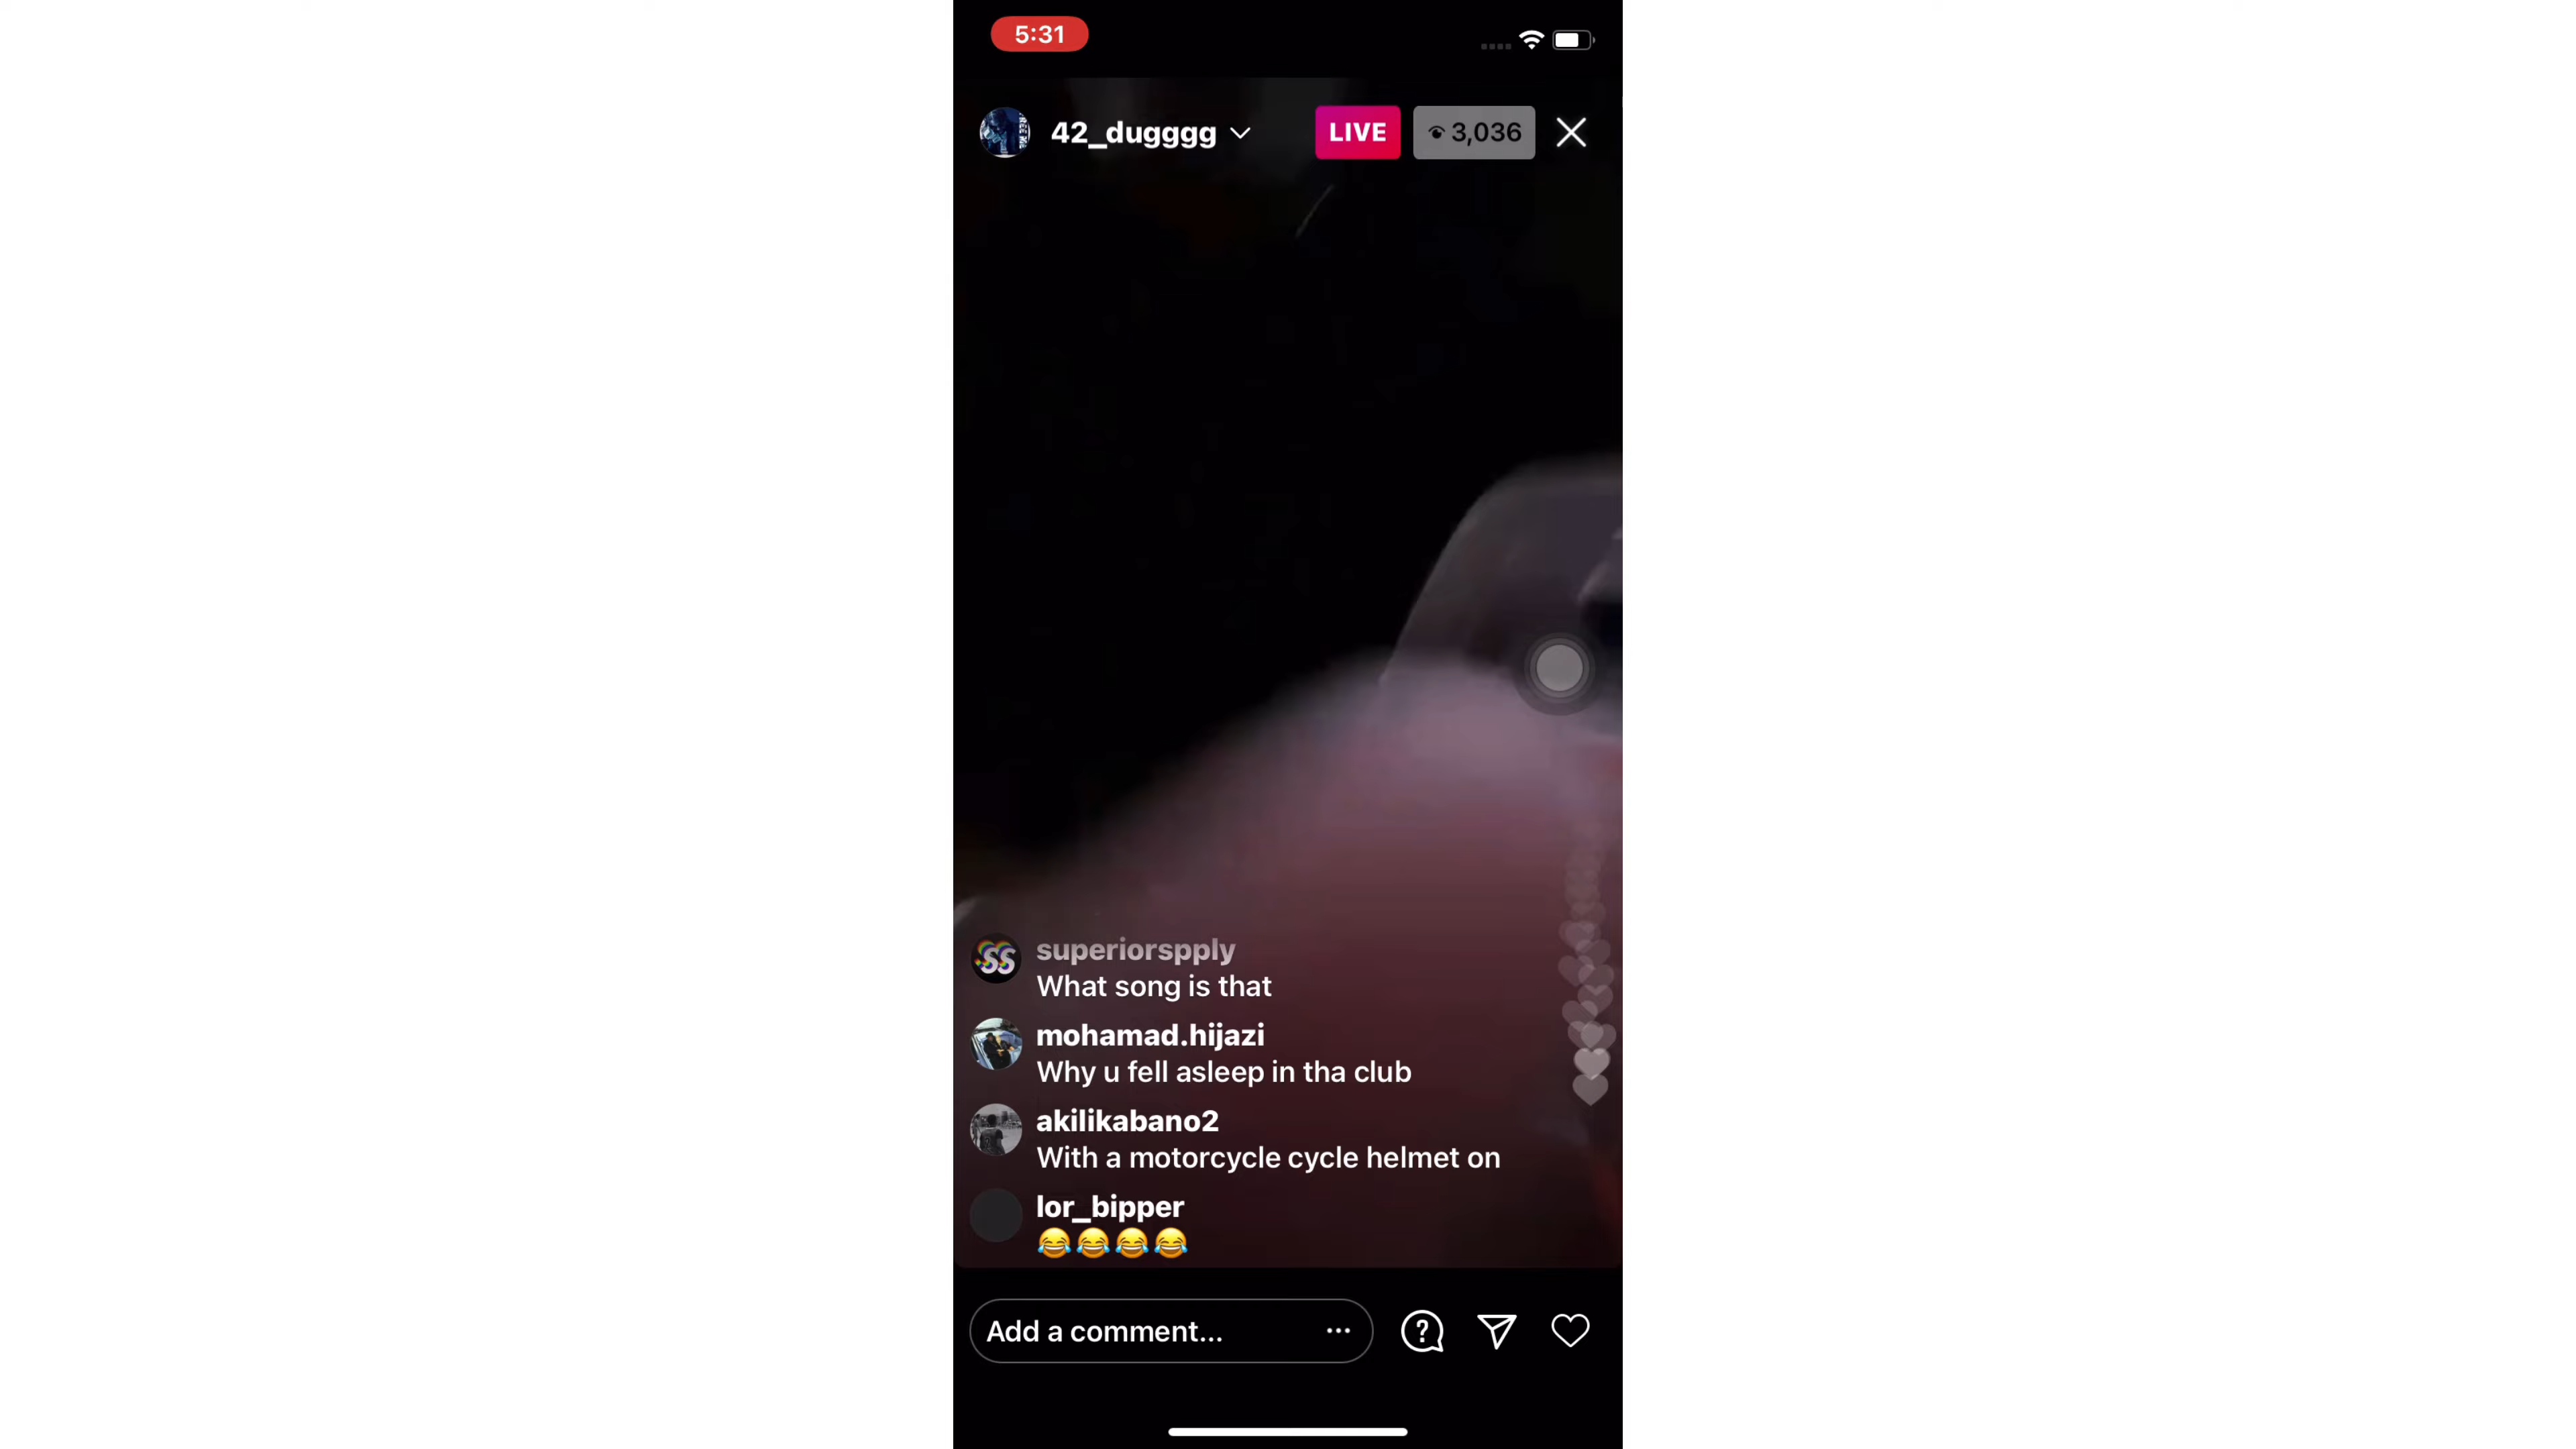 5:31
42_dugggg
LIVE
3,036
superiorspply
What song is that
mohamad.hijazi
Why u fell asleep in tha club
akilikabano2
With a motorcycle cycle helmet on
lor_bipper
😂😂😂😂
Add a comment...